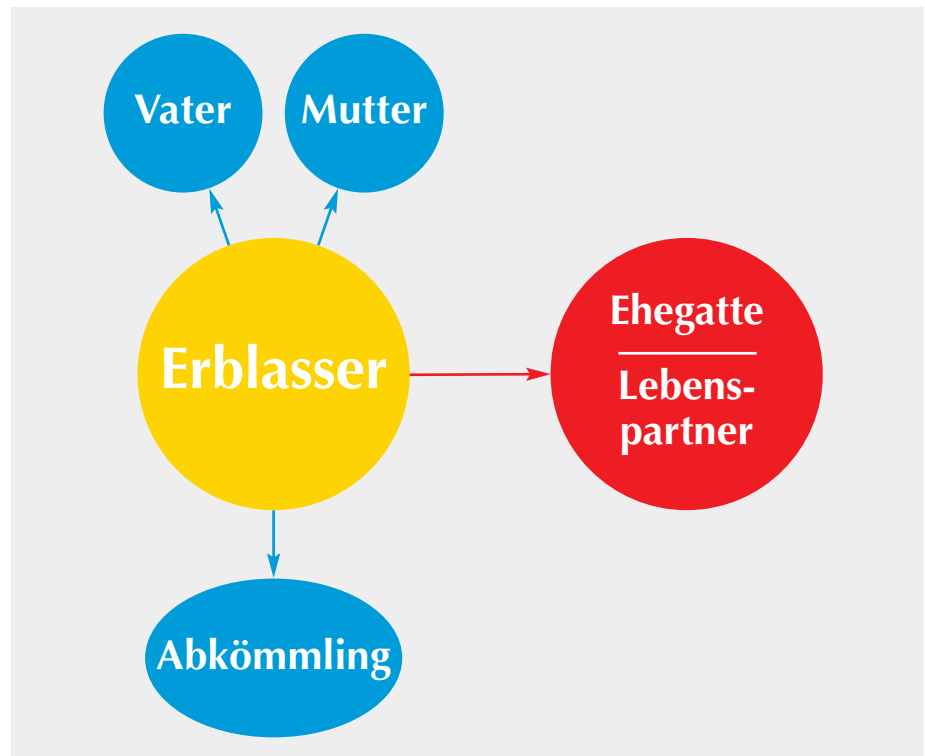 Vater
Mutter
Erblasser
Ehegatte
Lebens-
partner
Abkömmling